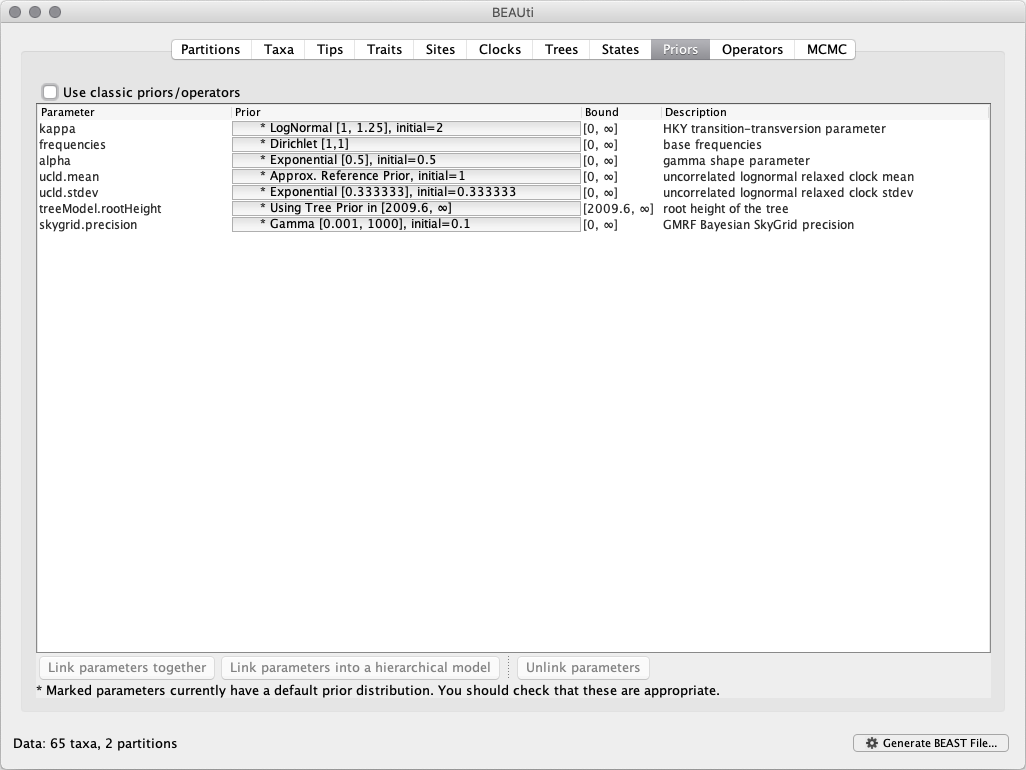 BEAUti
Partitions Taxa Tips Traits Sites Clocks Trees States Priors Operators MCMC
Use classic priors/operators
Parameter Prior Bound Description
kappa * LogNormal [1, 1.25], initial=2 [0, ∞] HKY transition-transversion parameter
frequencies * Dirichlet [1,1] [0, ∞] base frequencies
alpha * Exponential [0.5], initial=0.5 [0, ∞] gamma shape parameter
ucld.mean * Approx. Reference Prior, initial=1 [0, ∞] uncorrelated lognormal relaxed clock mean
ucld.stdev * Exponential [0.333333], initial=0.333333 [0, ∞] uncorrelated lognormal relaxed clock stdev
treeModel.rootHeight * Using Tree Prior in [2009.6, ∞] [2009.6, ∞] root height of the tree
skygrid.precision * Gamma [0.001, 1000], initial=0.1 [0, ∞] GMRF Bayesian SkyGrid precision
Link parameters together Link parameters into a hierarchical model Unlink parameters
* Marked parameters currently have a default prior distribution. You should check that these are appropriate.
Data: 65 taxa, 2 partitions Generate BEAST File...